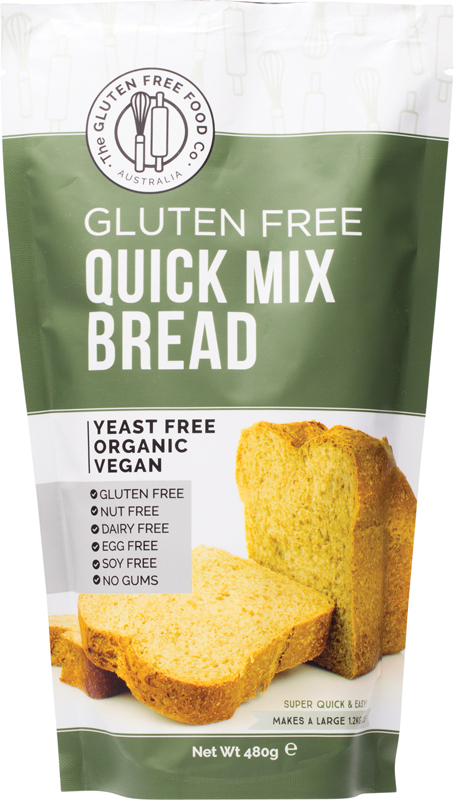 The GLUTEN FREE FOOD Co.
AUSTRALIA
GLUTEN FREE
QUICK MIX
BREAD
YEAST FREE
ORGANIC
VEGAN
GLUTEN FREE
NUT FREE
DAIRY FREE
EGG FREE
SOY FREE
NO GUMS
SUPER QUICK & EASY
MAKES A LARGE
Net Wt 480g ℮